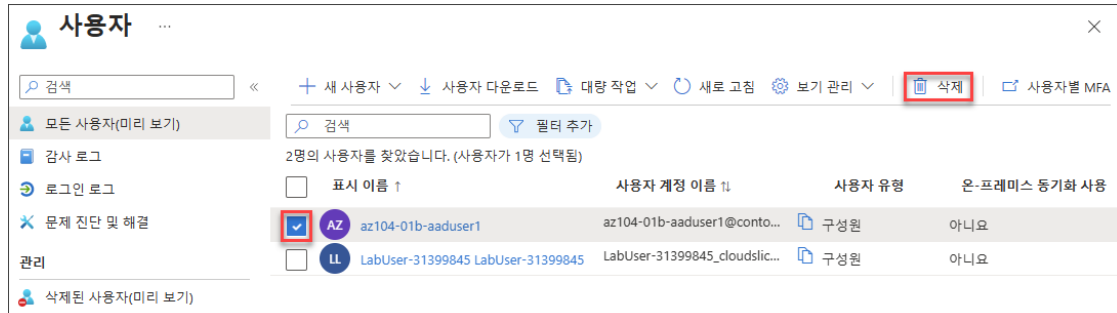 사용자 ...
검색 «
모든 사용자(미리 보기)
감사 로그
로그인 로그
문제 진단 및 해결
관리
삭제된 사용자(미리 보기)
새 사용자 사용자 다운로드 대량 작업 새로 고침 보기 관리 삭제 사용자별 MFA
검색 필터 추가
2명의 사용자를 찾았습니다. (사용자가 1명 선택됨)
표시 이름 ↑ 사용자 계정 이름 ↑↓ 사용자 유형 온-프레미스 동기화 사용
AZ az104-01b-aaduser1 az104-01b-aaduser1@conto... 구성원 아니요
LL LabUser-31399845 LabUser-31399845 LabUser-31399845_cloudslic... 구성원 아니요